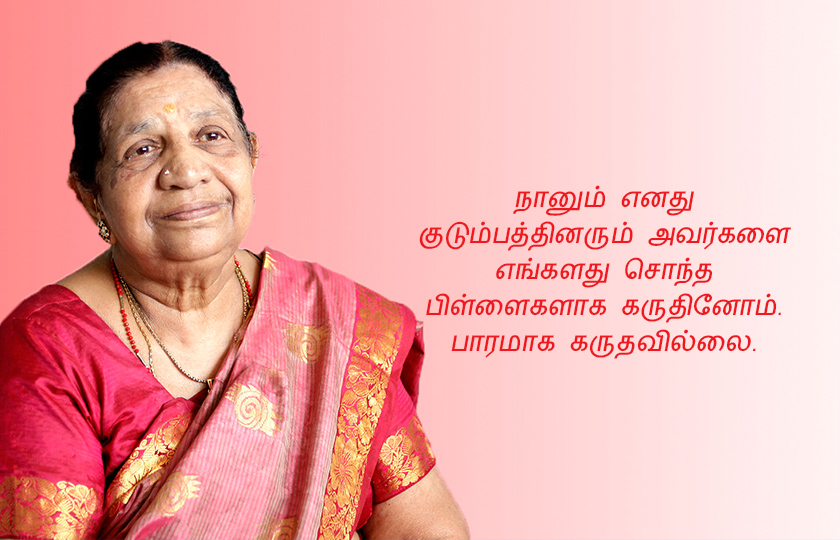 நானும் எனது
குடும்பத்தினரும் அவர்களை
எங்களது சொந்த
பிள்ளைகளாக கருதினோம்.
பாரமாக கருதவில்லை.